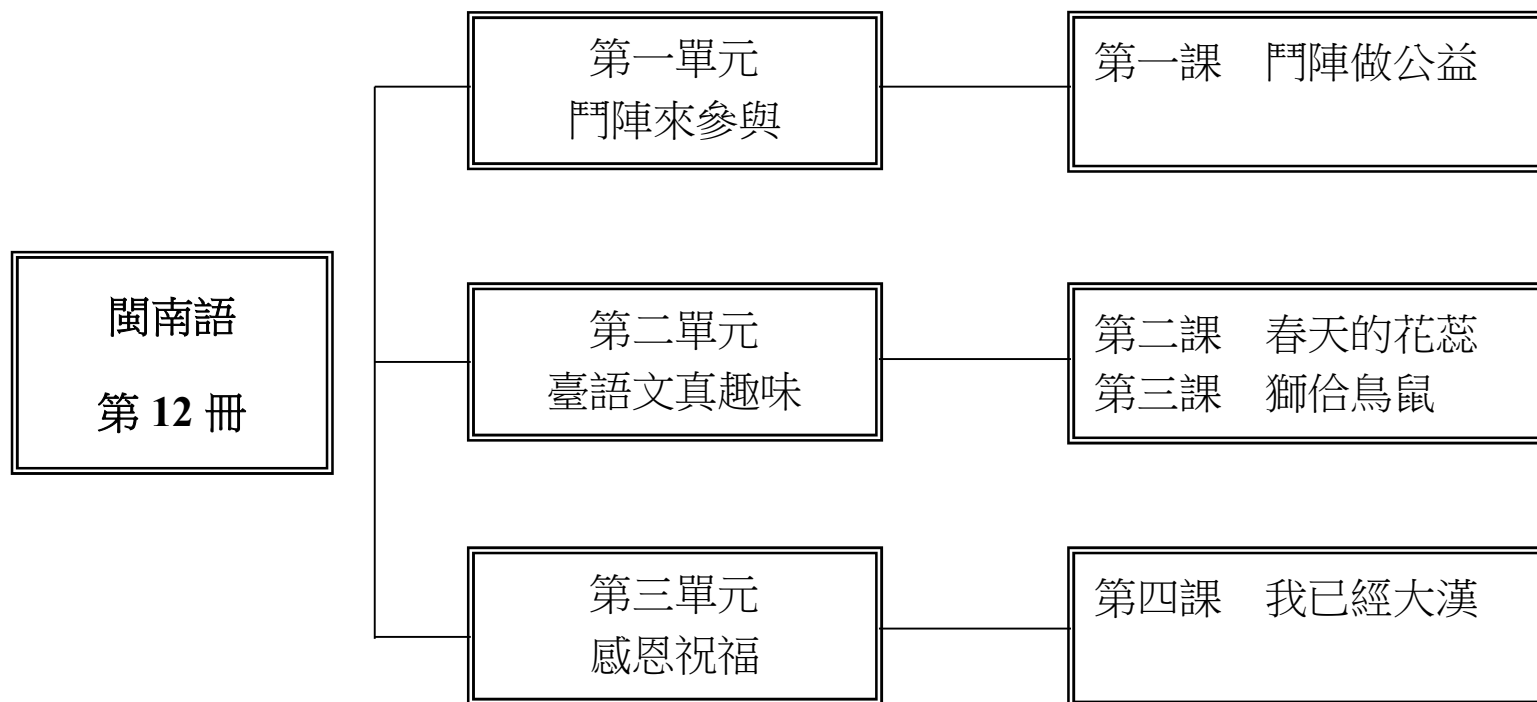 閩南語
第 12 冊
第一單元
鬥陣來參與
第一課　鬥陣做公益
第二單元
臺語文真趣味
第二課　春天的花蕊
第三課　獅佮鳥鼠
第三單元
感恩祝福
第四課　我已經大漢